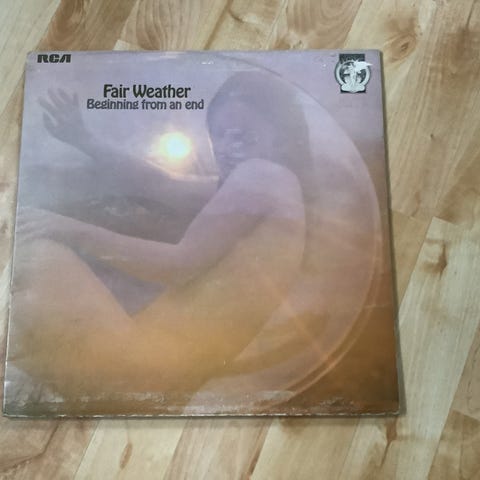 RCA
Fair Weather
Beginning from an end